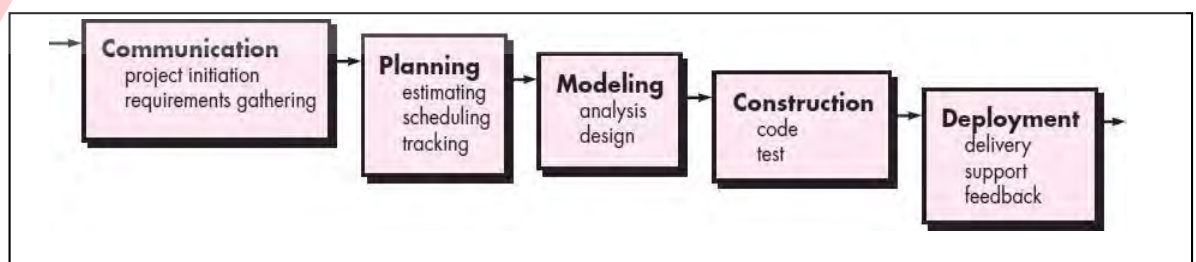 Communication
project initiation
requirements gathering
Planning
estimating
scheduling
tracking
Modeling
analysis
design
Construction
code
test
Deployment
delivery
support
feedback